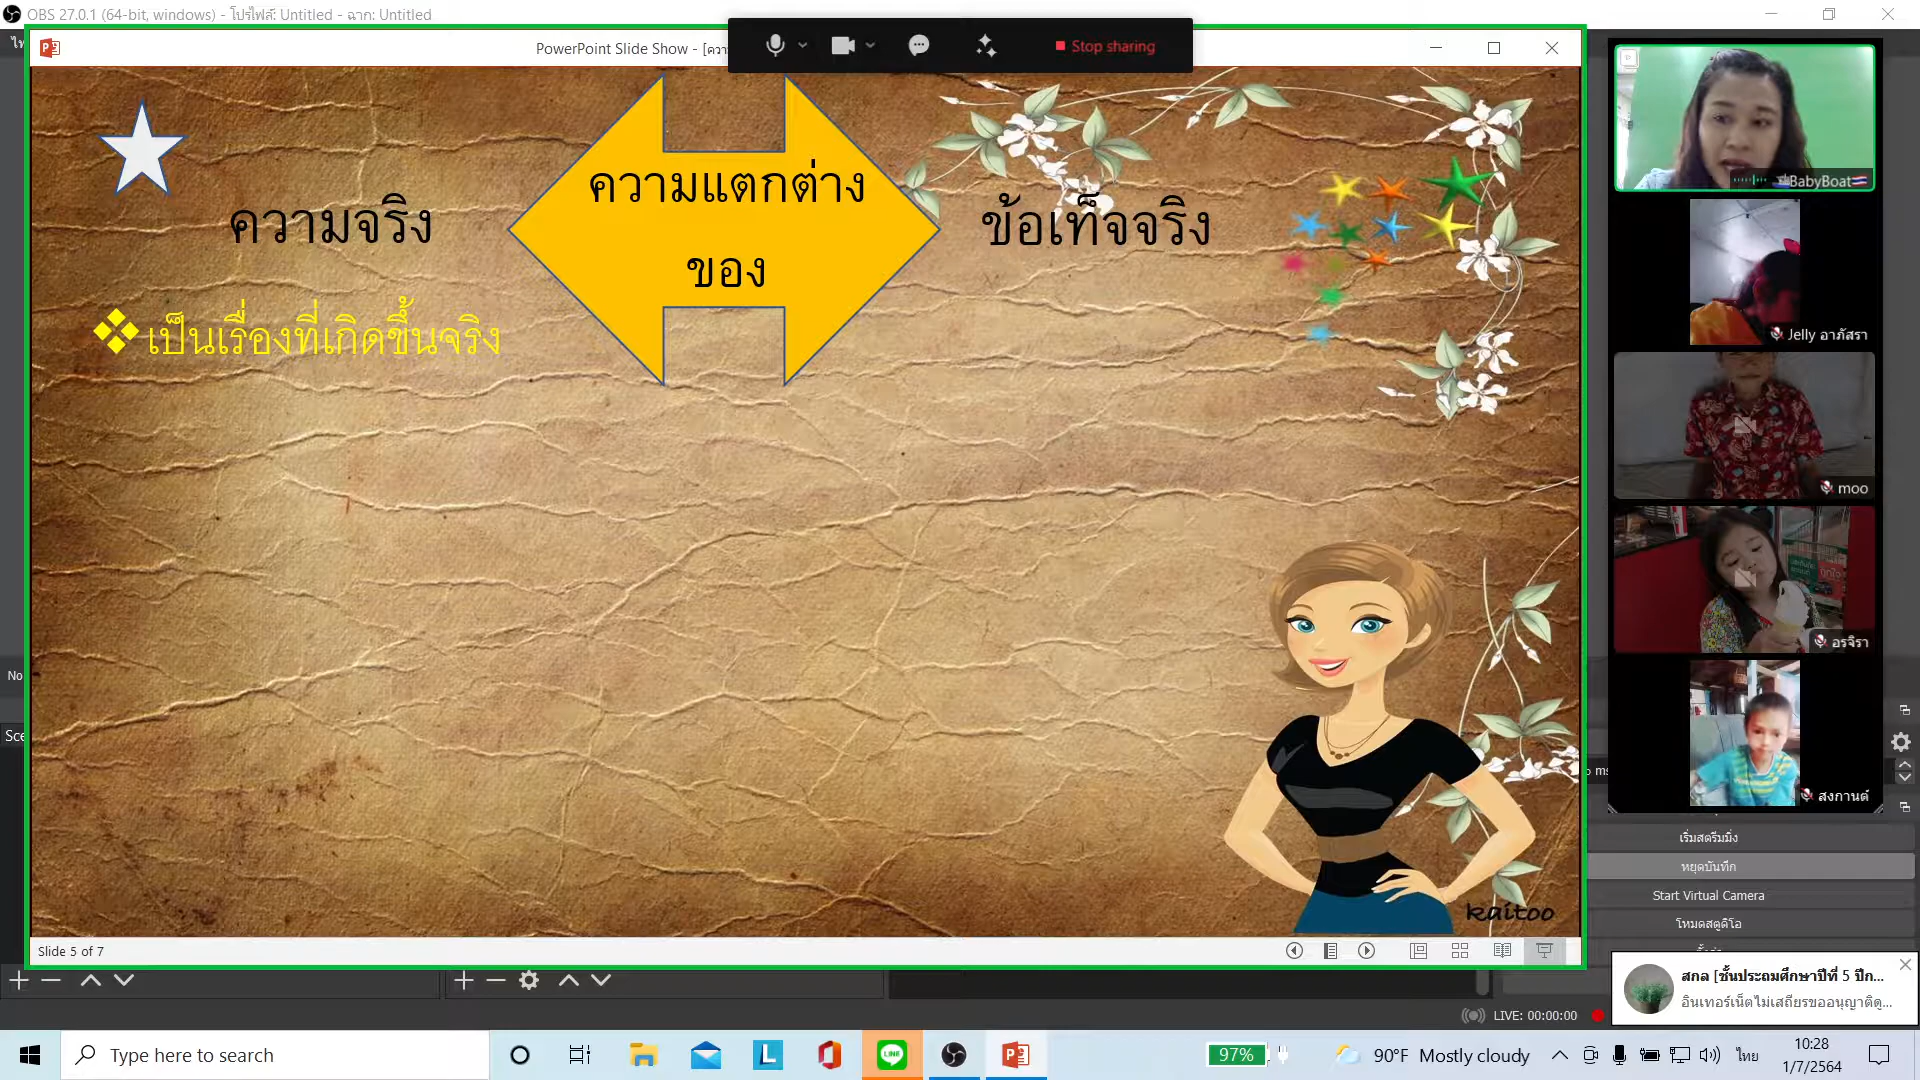 OBS 27.0.1 (64-bit, windows) - โปรไฟล์: Untitled - ฉาก: Untitled
PowerPoint Slide Show - [ควา
Stop sharing
ความจริง
ความแตกต่าง
ของ
ข้อเท็จจริง
เป็นเรื่องที่เกิดขึ้นจริง
kaitoo
Slide 5 of 7
BabyBoat
Jelly อาภัสรา
moo
อรจิรา
สงกานต์
No
Sce
ms
เริ่มสตรีมมิ่ง
หยุดบันทึก
Start Virtual Camera
โหมดสตูดิโอ
สกล [ชั้นประถมศึกษาปีที่ 5 ปีก...
อินเทอร์เน็ตไม่เสถียรขออนุญาติดู...
LIVE: 00:00:00
Type here to search
LINE
97%
90°F Mostly cloudy
ไทย
10:28
1/7/2564